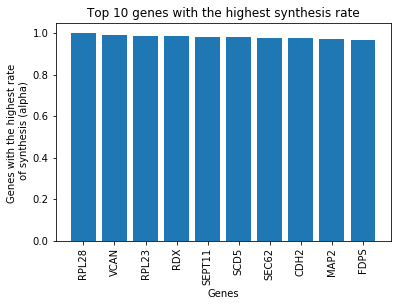 Top 10 genes with the highest synthesis rate
Genes with the highest rate
of synthesis (alpha)
1.0
0.8
0.6
0.4
0.2
0.0
RPL28
VCAN
RPL23
RDX
SEPT11
SCD5
SEC62
CDH2
MAP2
FDPS
Genes